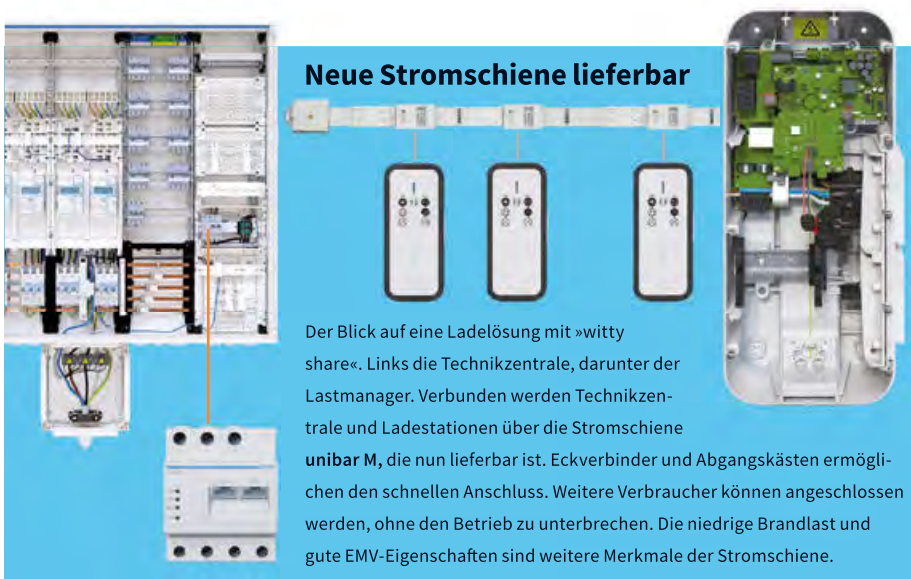 Neue Stromschiene lieferbar
Der Blick auf eine Ladelösung mit »witty
share«. Links die Technikzentrale, darunter der
Lastmanager. Verbunden werden Technikzen-
trale und Ladestationen über die Stromschiene
unibar M, die nun lieferbar ist. Eckverbinder und Abgangskästen ermögli-
chen den schnellen Anschluss. Weitere Verbraucher können angeschlossen
werden, ohne den Betrieb zu unterbrechen. Die niedrige Brandlast und
gute EMV-Eigenschaften sind weitere Merkmale der Stromschiene.